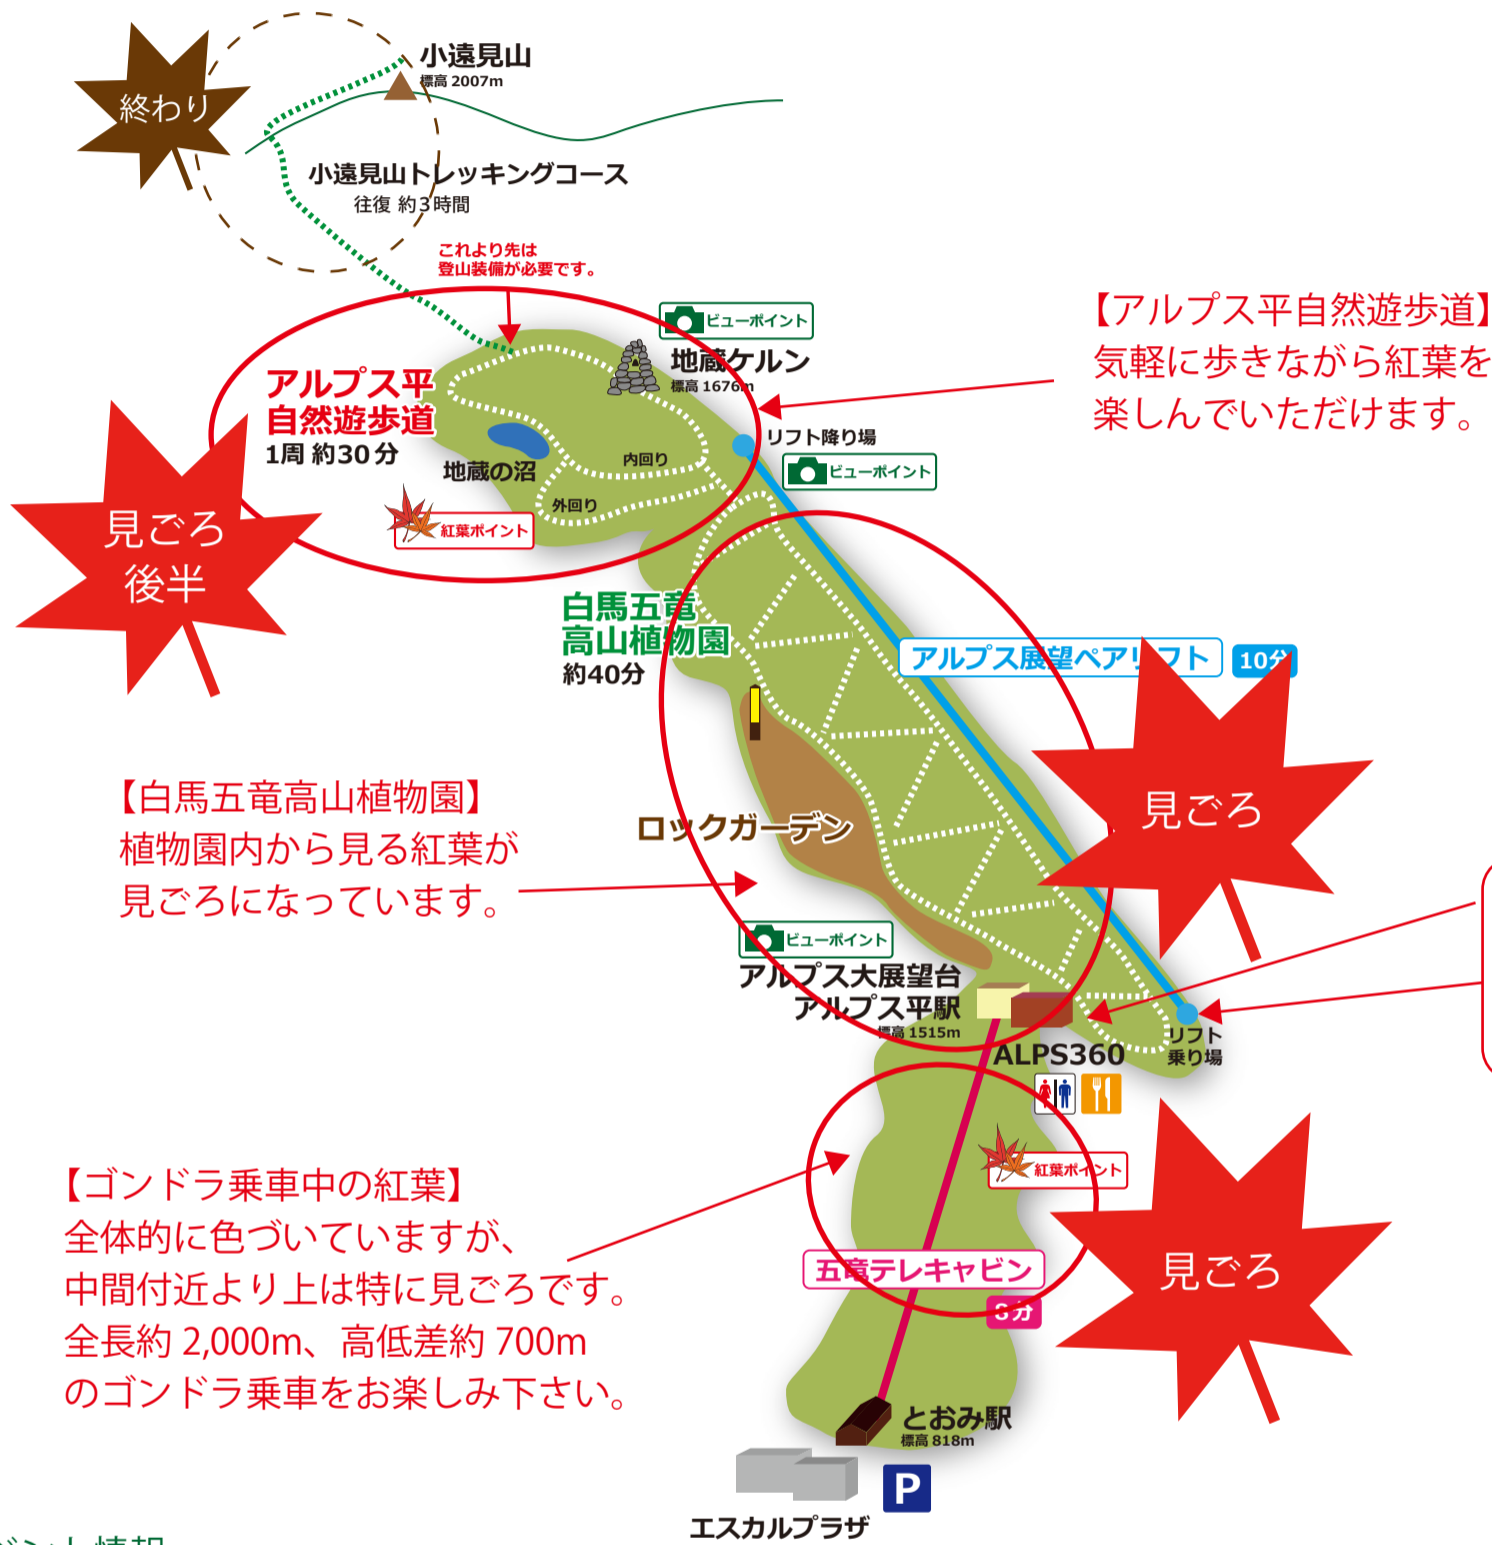 終わり
小遠見山
標高 2007m
小遠見山トレッキングコース
往復 約3時間
これより先は
登山装備が必要です。
ビューポイント
地蔵ケルン
標高 1676m
【アルプス平自然遊歩道】
気軽に歩きながら紅葉を
楽しんでいただけます。
アルプス平
自然遊歩道
1周 約30分
リフト降り場
ビューポイント
地蔵の沼
内回り
外回り
紅葉ポイント
見ごろ
後半
白馬五竜
高山植物園
約40分
アルプス展望ペアリフト
10分
見ごろ
【白馬五竜高山植物園】
植物園内から見る紅葉が
見ごろになっています。
ロックガーデン
ビューポイント
アルプス大展望台
アルプス平駅
標高 1515m
ALPS360
リフト
乗り場
紅葉ポイント
【ゴンドラ乗車中の紅葉】
全体的に色づいていますが、
中間付近より上は特に見ごろです。
全長約 2,000m、高低差約 700m
のゴンドラ乗車をお楽しみ下さい。
見ごろ
五竜テレキャビン
8分
とおみ駅
標高 818m
P
エスカルプラザ